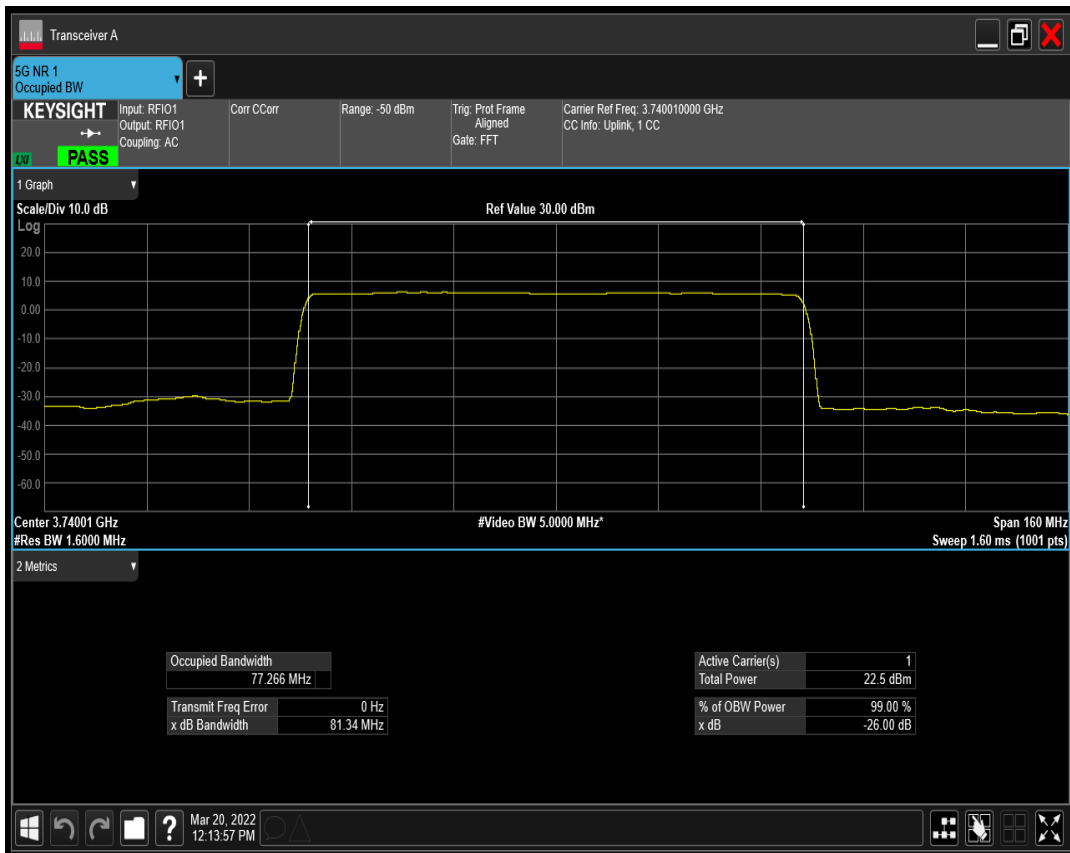 Transceiver A
5G NR 1
Occupied BW
KEYSIGHT
LXI
PASS
Input: RFIO1
Output: RFIO1
Coupling: AC
Corr CCorr
Range: -50 dBm
Trig: Prot Frame
Aligned
Gate: FFT
Carrier Ref Freq: 3.740010000 GHz
CC Info: Uplink, 1 CC
1 Graph
Scale/Div 10.0 dB
Ref Value 30.00 dBm
Log
20.0
10.0
0.00
-10.0
-20.0
-30.0
-40.0
-50.0
-60.0
Center 3.74001 GHz
#Video BW 5.0000 MHz*
Span 160 MHz
#Res BW 1.6000 MHz
Sweep 1.60 ms (1001 pts)
2 Metrics
Occupied Bandwidth
77.266 MHz
Transmit Freq Error 0 Hz
x dB Bandwidth 81.34 MHz
Active Carrier(s) 1
Total Power 22.5 dBm
% of OBW Power 99.00 %
x dB -26.00 dB
Mar 20, 2022
12:13:57 PM